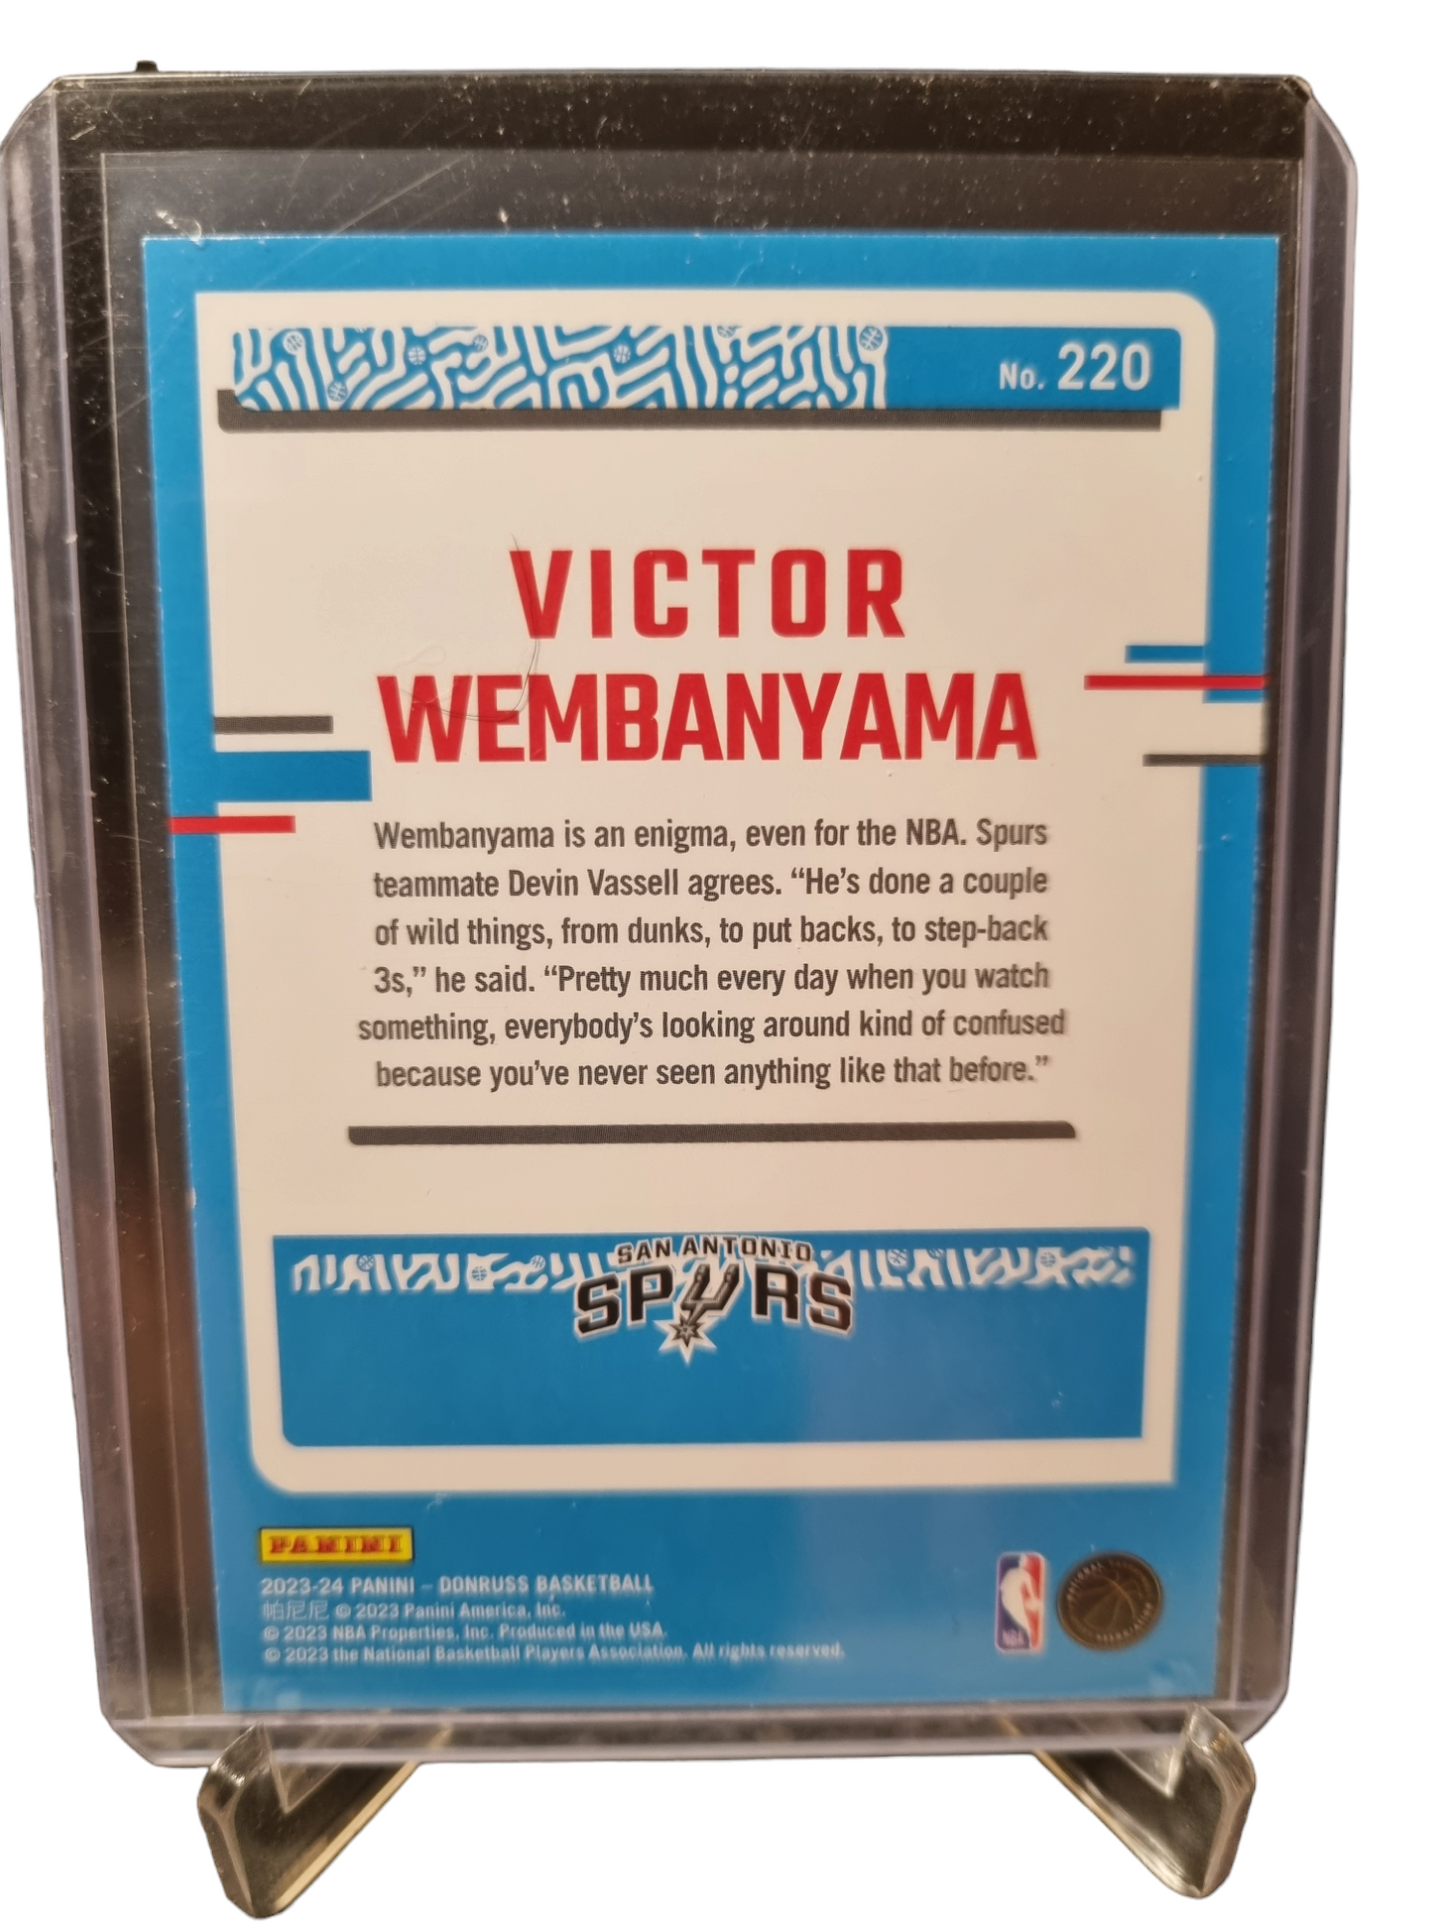 No. 220
VICTOR
WEMBANYAMA
Wembanyama is an enigma, even for the NBA. Spurs
teammate Devin Vassell agrees. “He’s done a couple
of wild things, from dunks, to put backs, to step-back
3s,” he said. “Pretty much every day when you watch
something, everybody’s looking around kind of confused
because you’ve never seen anything like that before.”
SAN ANTONIO
SPURS
PANINI
2023-24 PANINI – DONRUSS BASKETBALL
帕尼尼 © 2023 Panini America, Inc.
© 2023 NBA Properties, Inc. Produced in the USA.
© 2023 the National Basketball Players Association. All rights reserved.
NBA